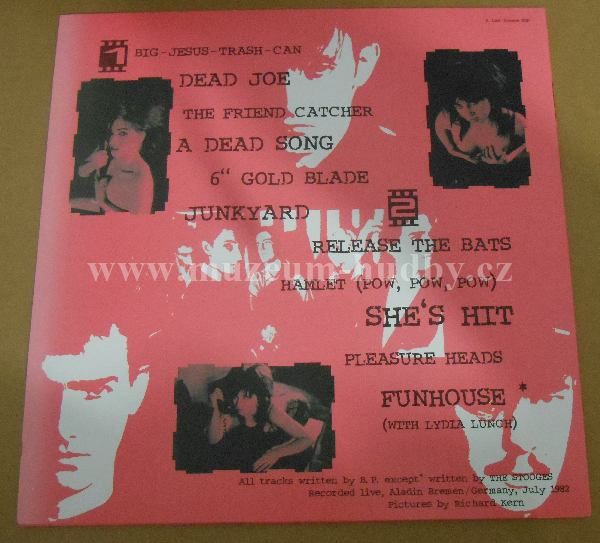 1
BIG-JESUS-TRASH-CAN
DEAD JOE
THE FRIEND CATCHER
A DEAD SONG
6" GOLD BLADE
JUNKYARD
2
RELEASE THE BATS
www.muzeum-hudby.cz
HAMLET (POW, POW, POW)
SHE'S HIT
PLEASURE HEADS
FUNHOUSE *
(WITH LYDIA LUNCH)
All tracks written by B.P. except* written by THE STOOGES
Recorded live, Aladin Bremen/Germany, July 1982
Pictures by Richard Kern